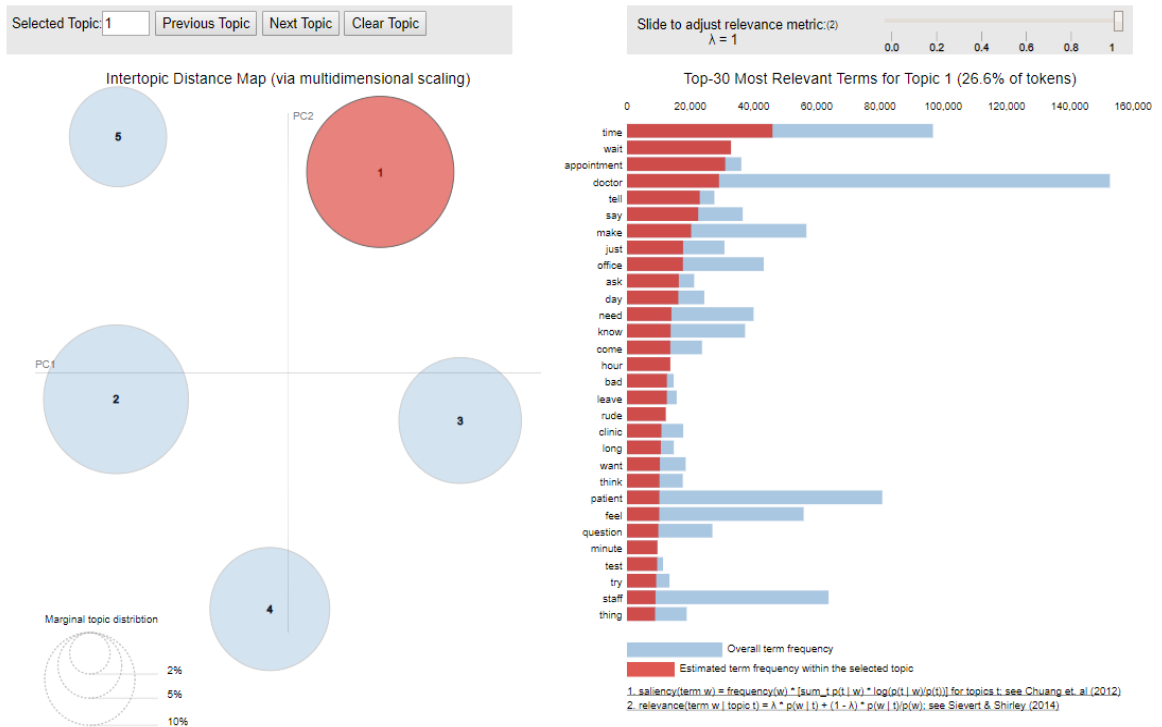 Selected Topic: 1 Previous Topic Next Topic Clear Topic
Slide to adjust relevance metric:(2)
λ = 1
0.0 0.2 0.4 0.6 0.8 1
Intertopic Distance Map (via multidimensional scaling)
PC2
PC1
5
1
2
3
4
Marginal topic distribtion
2%
5%
10%
Top-30 Most Relevant Terms for Topic 1 (26.6% of tokens)
0 20,000 40,000 60,000 80,000 100,000 120,000 140,000 160,000
time
wait
appointment
doctor
tell
say
make
just
office
ask
day
need
know
come
hour
bad
leave
rude
clinic
long
want
think
patient
feel
question
minute
test
try
staff
thing
Overall term frequency
Estimated term frequency within the selected topic
1. saliency(term w) = frequency(w) * [sum_t p(t | w) * log(p(t | w)/p(t))] for topics t; see Chuang et. al (2012)
2. relevance(term w | topic t) = λ * p(w | t) + (1 - λ) * p(w | t)/p(w); see Sievert & Shirley (2014)